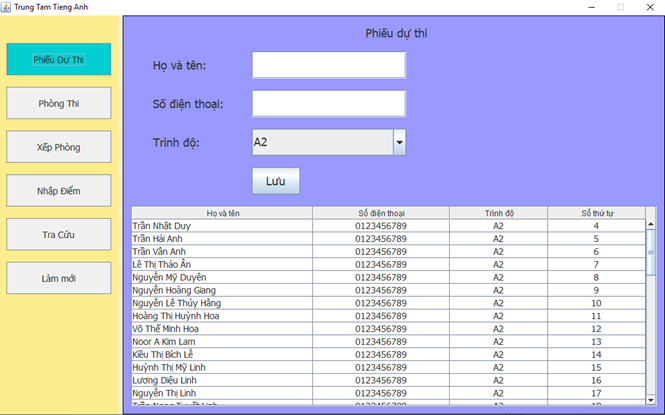 Trung Tam Tieng Anh
Phiếu Dự Thi
Phòng Thi
Xếp Phòng
Nhập Điểm
Tra Cứu
Làm mới
Phiếu dự thi
Họ và tên:
Số điện thoại:
Trình độ: A2
Lưu
Họ và tên Số điện thoại Trình độ Số thứ tự
Trần Nhật Duy 0123456789 A2 4
Trần Hải Anh 0123456789 A2 5
Trần Vân Anh 0123456789 A2 6
Lê Thị Thảo Ân 0123456789 A2 7
Nguyễn Mỹ Duyên 0123456789 A2 8
Nguyễn Hoàng Giang 0123456789 A2 9
Nguyễn Lê Thúy Hằng 0123456789 A2 10
Hoàng Thị Huỳnh Hoa 0123456789 A2 11
Võ Thế Minh Hoa 0123456789 A2 12
Noor A Kim Lam 0123456789 A2 13
Kiều Thị Bích Lễ 0123456789 A2 14
Huỳnh Thị Mỹ Linh 0123456789 A2 15
Lương Diệu Linh 0123456789 A2 16
Nguyễn Thị Linh 0123456789 A2 17